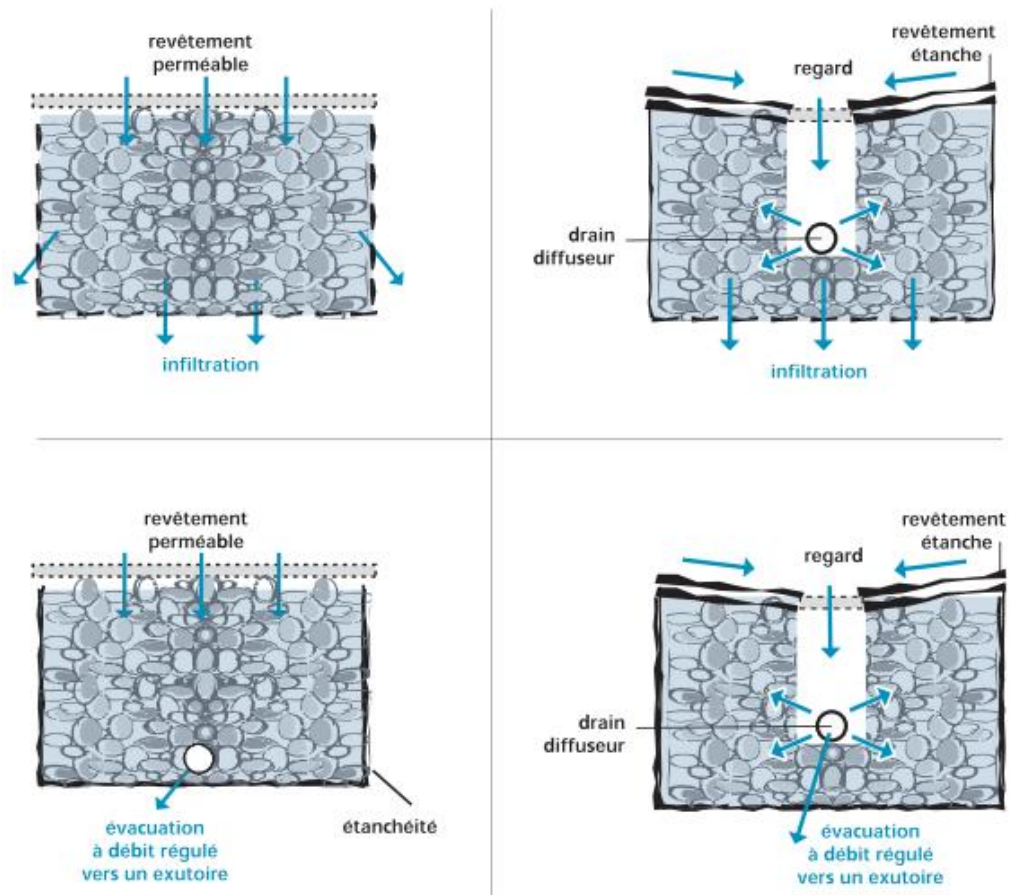 revêtement
perméable
infiltration
revêtement
étanche
regard
drain
diffuseur
infiltration
revêtement
perméable
étanchéité
évacuation
à débit régulé
vers un exutoire
revêtement
étanche
regard
drain
diffuseur
évacuation
à débit régulé
vers un exutoire